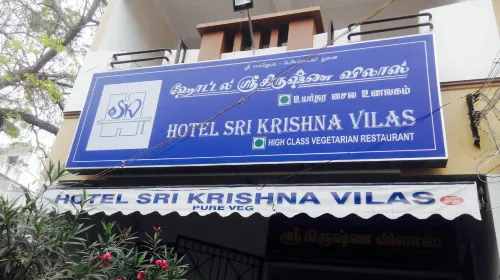 ஹோட்டல் ஸ்ரீ கிருஷ்ண விலாஸ்
உயர்தர சைவ உணவகம்
SKV
HOTEL SRI KRISHNA VILAS
HIGH CLASS VEGETARIAN RESTAURANT
HOTEL SRI KRISHNA VILAS
PURE VEG
ஸ்ரீ கிருஷ்ண விலாஸ்